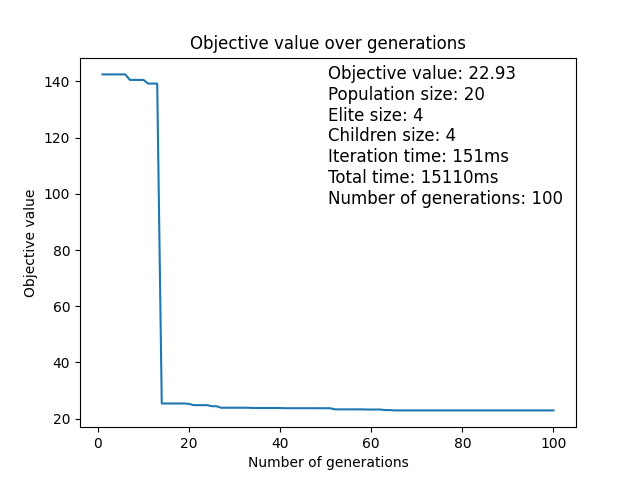 Objective value over generations
Objective value: 22.93
Population size: 20
Elite size: 4
Children size: 4
Iteration time: 151ms
Total time: 15110ms
Number of generations: 100
Objective value
140
120
100
80
60
40
20
0
20
40
60
80
100
Number of generations